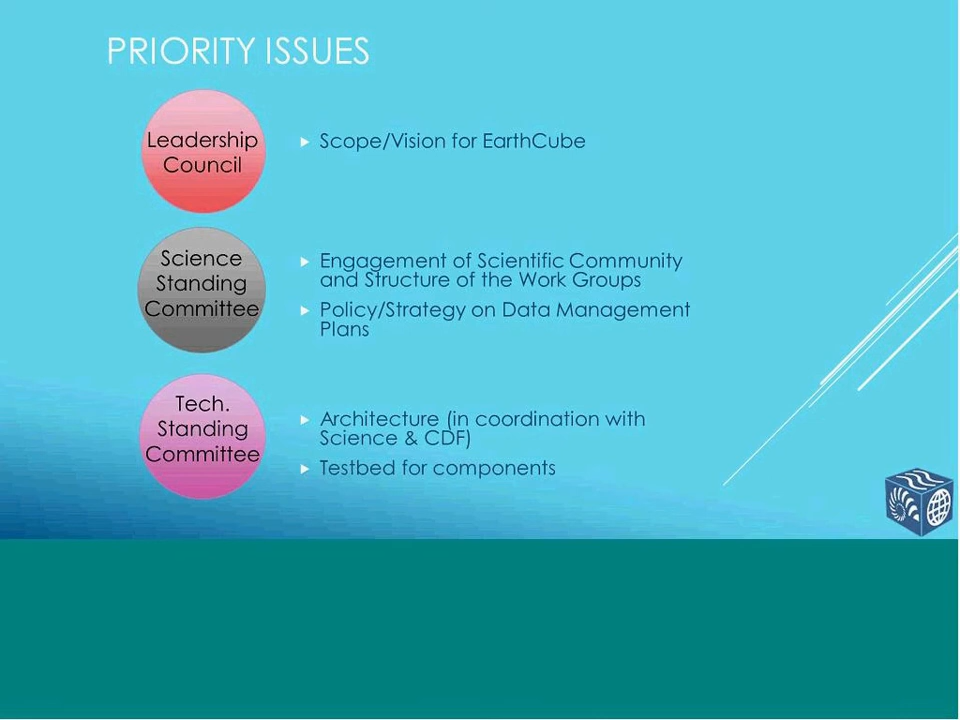 PRIORITY ISSUES
Leadership
Council
Scope/Vision for EarthCube
Science
Standing
Committee
Engagement of Scientific Community
and Structure of the Work Groups
Policy/Strategy on Data Management
Plans
Tech.
Standing
Committee
Architecture (in coordination with
Science & CDF)
Testbed for components